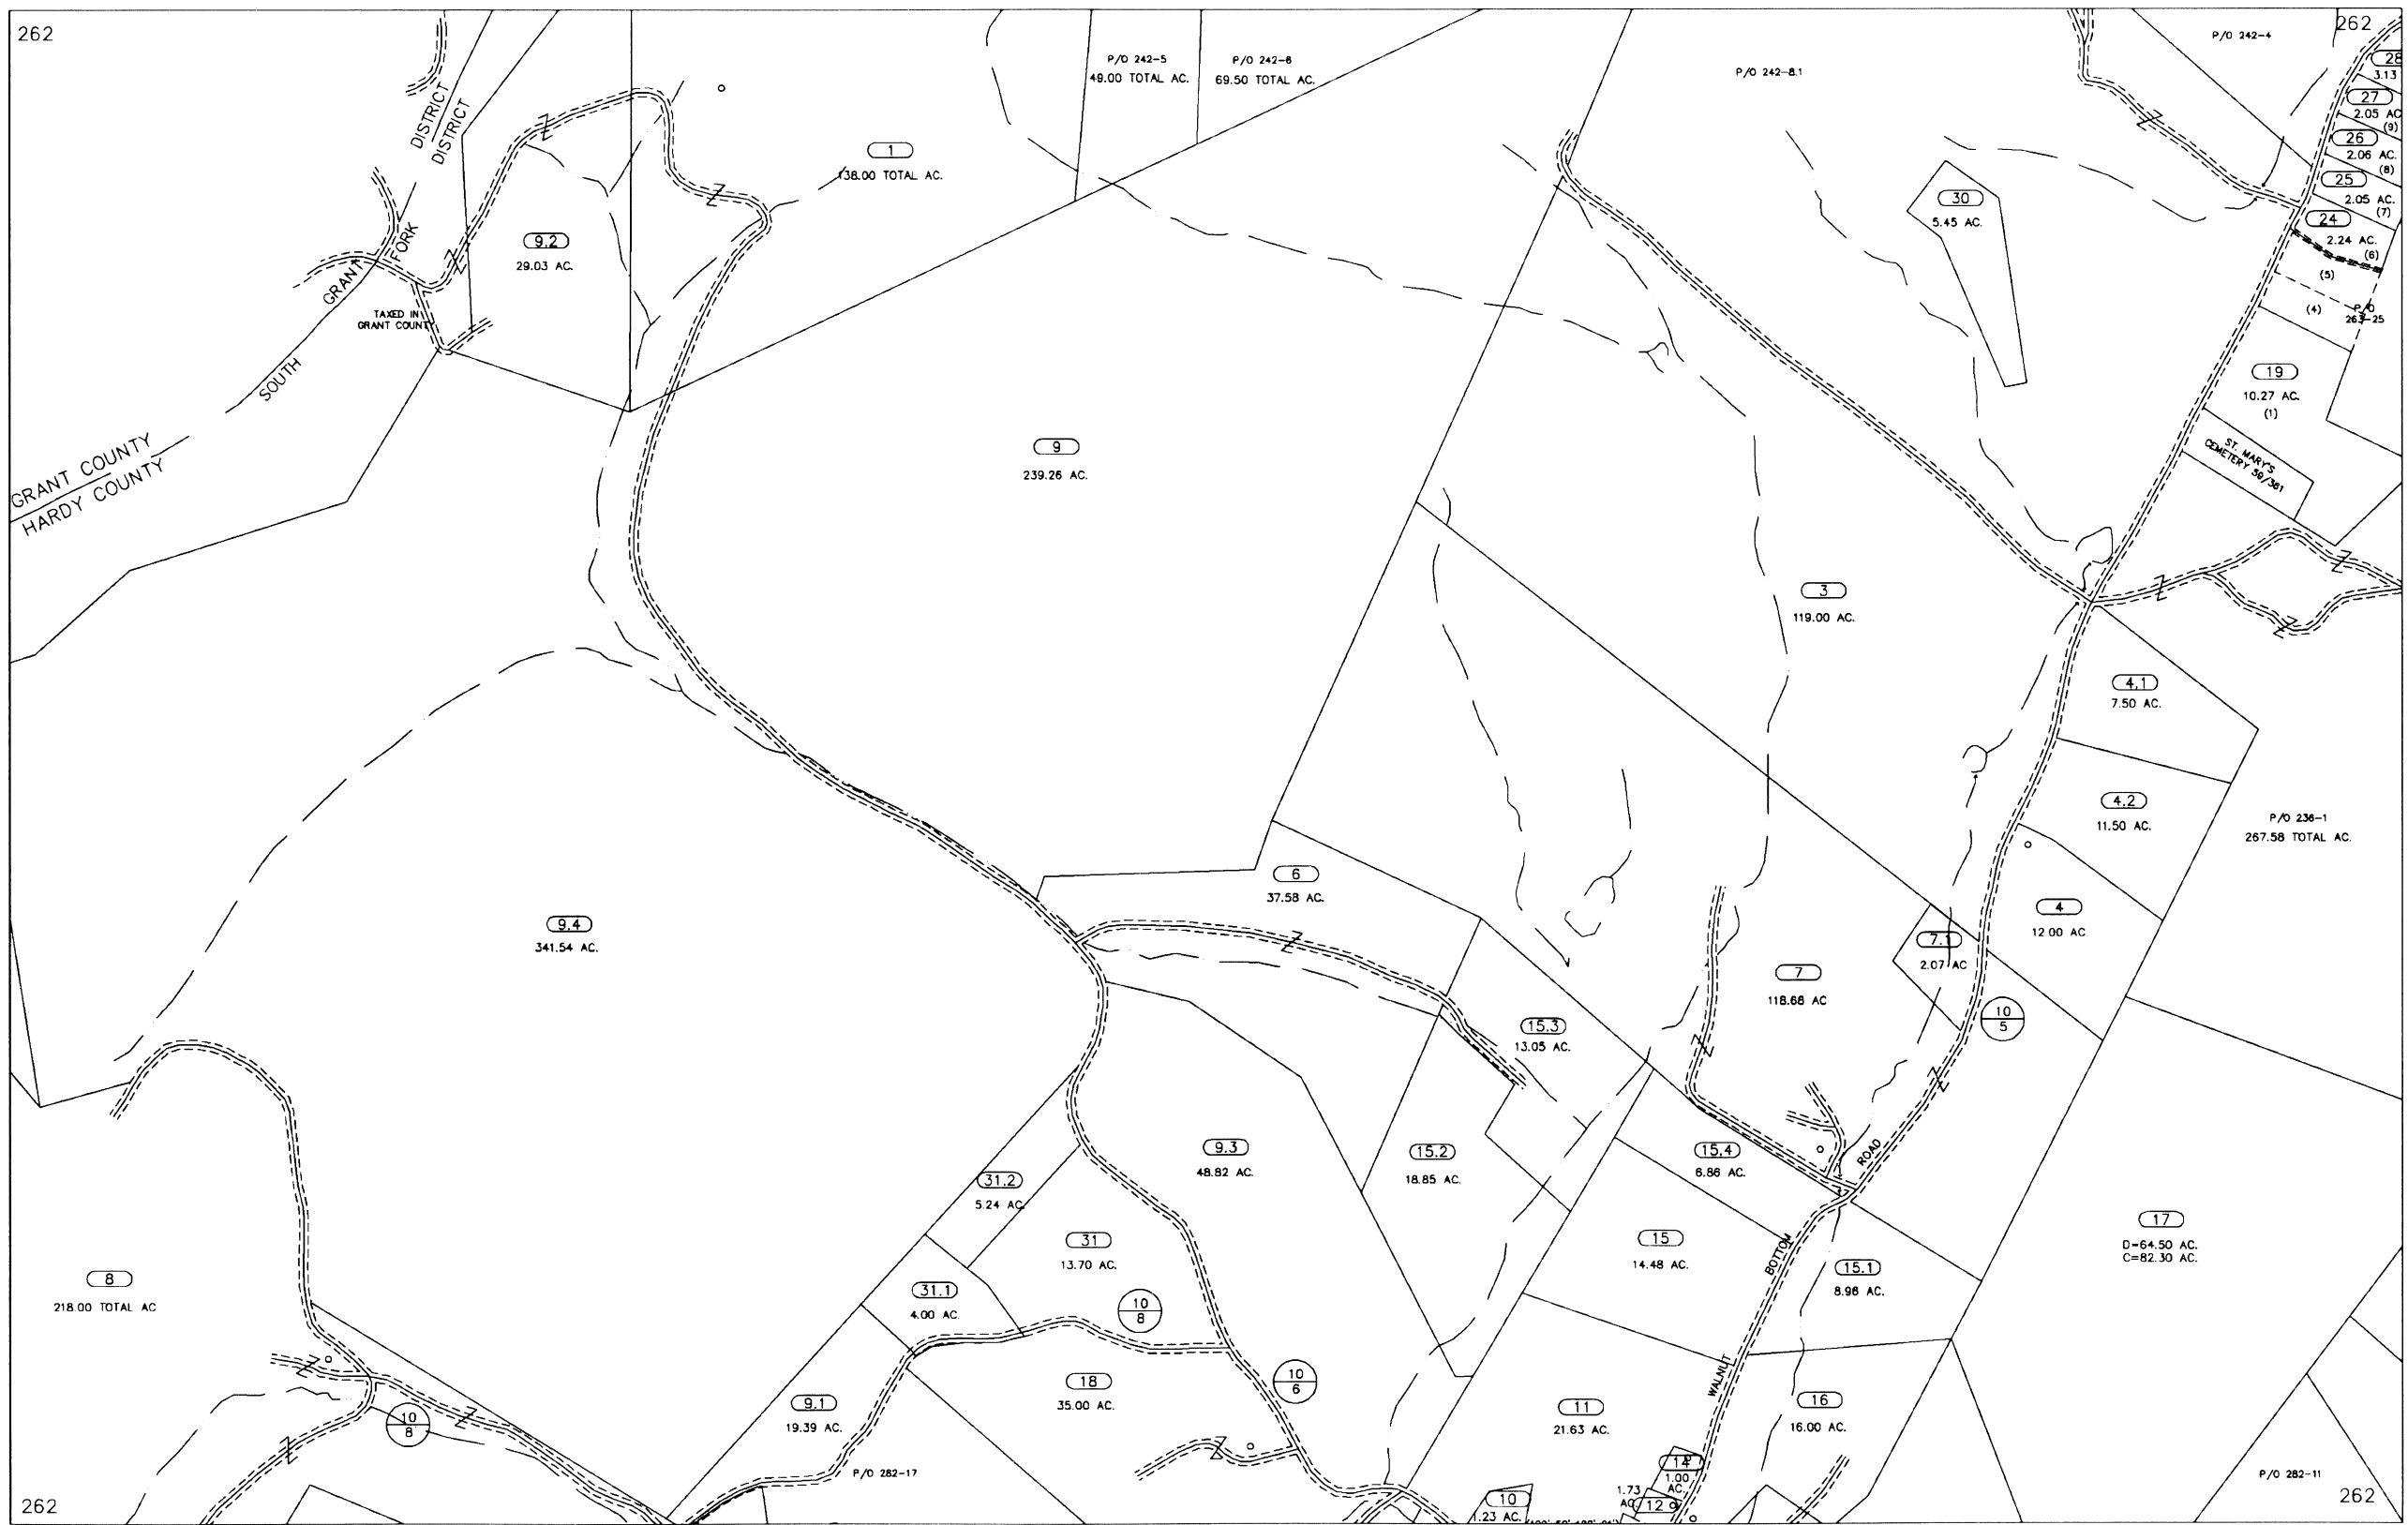 262
262
P/O 242-5
49.00 TOTAL AC.
P/O 242-6
69.50 TOTAL AC.
P/O 242-8.1
P/O 242-4
28
3.13
27
2.05 AC
(9)
26
2.06 AC.
(8)
25
2.05 AC.
(7)
24
2.24 AC.
(6)
(5)
(4)
P/O
263-25
DISTRICT
DISTRICT
1
138.00 TOTAL AC.
30
5.45 AC.
9.2
29.03 AC.
GRANT
FORK
SOUTH
TAXED IN
GRANT COUNTY
19
10.27 AC.
(1)
ST. MARY'S
CEMETERY 59/361
GRANT COUNTY
HARDY COUNTY
9
239.26 AC.
3
119.00 AC.
4.1
7.50 AC.
4.2
11.50 AC.
P/O 236-1
267.58 TOTAL AC.
6
37.58 AC.
4
12.00 AC
9.4
341.54 AC.
7.1
2.07 AC
7
118.68 AC
10
5
15.3
13.05 AC.
9.3
48.82 AC.
15.2
18.85 AC.
15.4
6.86 AC.
ROAD
31.2
5.24 AC
17
D=64.50 AC.
C=82.30 AC.
31
13.70 AC.
15
14.48 AC.
BOTTOM
15.1
8.96 AC.
8
218.00 TOTAL AC
31.1
4.00 AC.
10
8
WALNUT
10
6
18
35.00 AC.
9.1
19.39 AC.
10
8
11
21.63 AC.
16
16.00 AC.
P/O 282-17
14
1.00
AC.
1.73
AC.
12
10
1.23 AC.
P/O 282-11
262
262